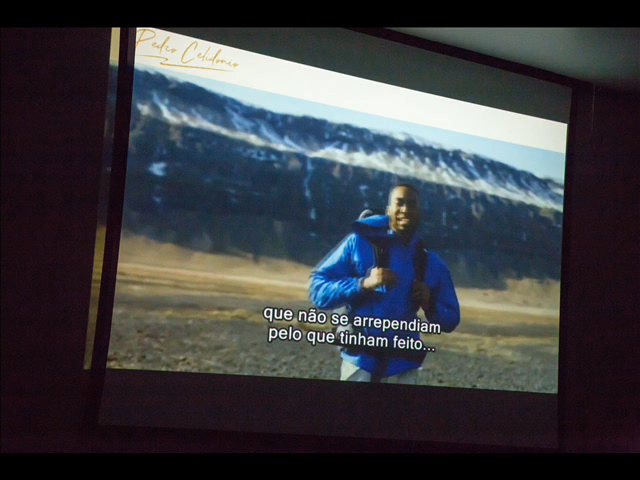 Pedro Celidonio
que não se arrependiam
pelo que tinham feito...